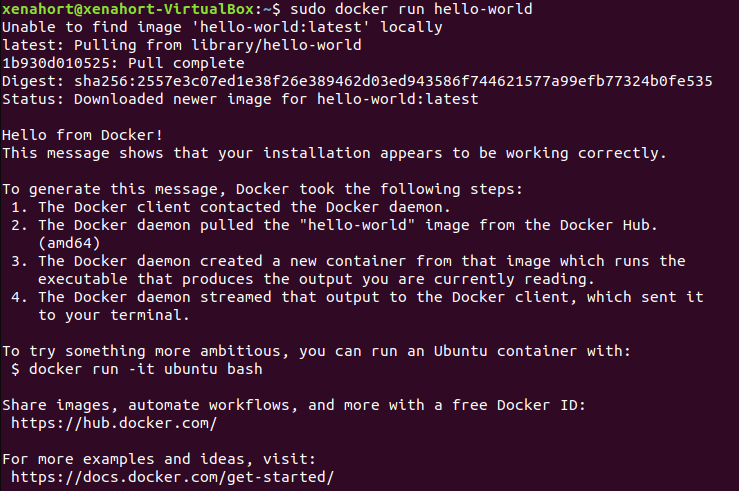 xenahort@xenahort-VirtualBox:~$ sudo docker run hello-world
Unable to find image 'hello-world:latest' locally
latest: Pulling from library/hello-world
1b930d010525: Pull complete
Digest: sha256:2557e3c07ed1e38f26e389462d03ed943586f744621577a99efb77324b0fe535
Status: Downloaded newer image for hello-world:latest

Hello from Docker!
This message shows that your installation appears to be working correctly.

To generate this message, Docker took the following steps:
 1. The Docker client contacted the Docker daemon.
 2. The Docker daemon pulled the "hello-world" image from the Docker Hub.
    (amd64)
 3. The Docker daemon created a new container from that image which runs the
    executable that produces the output you are currently reading.
 4. The Docker daemon streamed that output to the Docker client, which sent it
    to your terminal.

To try something more ambitious, you can run an Ubuntu container with:
 $ docker run -it ubuntu bash

Share images, automate workflows, and more with a free Docker ID:
 https://hub.docker.com/

For more examples and ideas, visit:
 https://docs.docker.com/get-started/